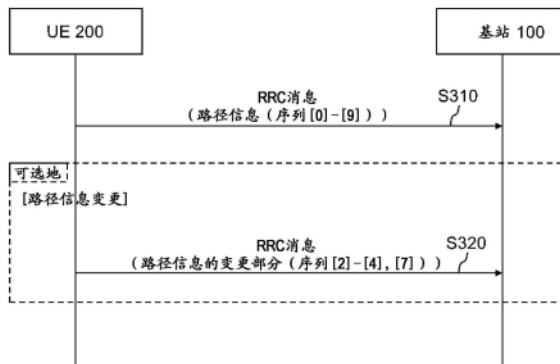 UE 200
基站 100
RRC消息
（路径信息（序列[0]-[9]））
S310
可选地
[路径信息变更]
RRC消息
（路径信息的变更部分（序列[2]-[4],[7]））
S320